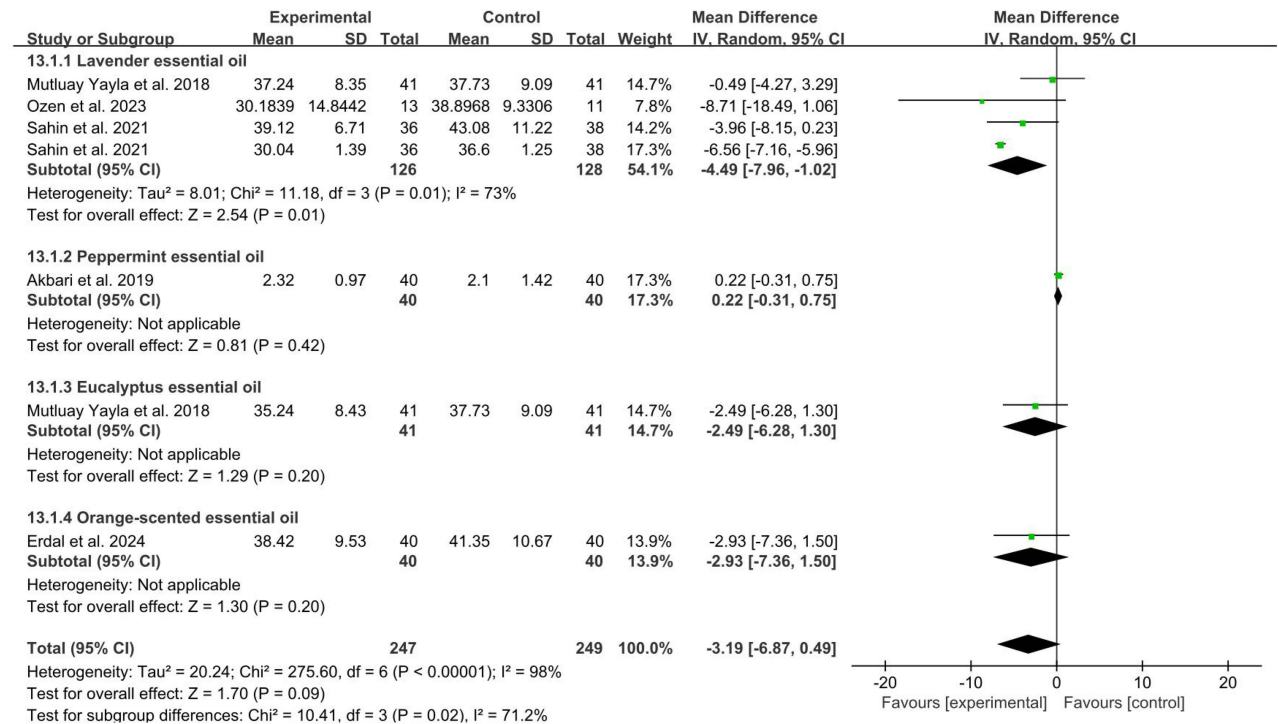 Experimental Control Mean Difference Mean Difference
Study or Subgroup Mean SD Total Mean SD Total Weight IV, Random, 95% CI IV, Random, 95% CI
13.1.1 Lavender essential oil
Mutluay Yayla et al. 2018 37.24 8.35 41 37.73 9.09 41 14.7% -0.49 [-4.27, 3.29]
Ozen et al. 2023 30.1839 14.8442 13 38.8968 9.3306 11 7.8% -8.71 [-18.49, 1.06]
Sahin et al. 2021 39.12 6.71 36 43.08 11.22 38 14.2% -3.96 [-8.15, 0.23]
Sahin et al. 2021 30.04 1.39 36 36.6 1.25 38 17.3% -6.56 [-7.16, -5.96]
Subtotal (95% CI) 126 128 54.1% -4.49 [-7.96, -1.02]
Heterogeneity: Tau² = 8.01; Chi² = 11.18, df = 3 (P = 0.01); I² = 73%
Test for overall effect: Z = 2.54 (P = 0.01)
13.1.2 Peppermint essential oil
Akbari et al. 2019 2.32 0.97 40 2.1 1.42 40 17.3% 0.22 [-0.31, 0.75]
Subtotal (95% CI) 40 40 17.3% 0.22 [-0.31, 0.75]
Heterogeneity: Not applicable
Test for overall effect: Z = 0.81 (P = 0.42)
13.1.3 Eucalyptus essential oil
Mutluay Yayla et al. 2018 35.24 8.43 41 37.73 9.09 41 14.7% -2.49 [-6.28, 1.30]
Subtotal (95% CI) 41 41 14.7% -2.49 [-6.28, 1.30]
Heterogeneity: Not applicable
Test for overall effect: Z = 1.29 (P = 0.20)
13.1.4 Orange-scented essential oil
Erdal et al. 2024 38.42 9.53 40 41.35 10.67 40 13.9% -2.93 [-7.36, 1.50]
Subtotal (95% CI) 40 40 13.9% -2.93 [-7.36, 1.50]
Heterogeneity: Not applicable
Test for overall effect: Z = 1.30 (P = 0.20)
Total (95% CI) 247 249 100.0% -3.19 [-6.87, 0.49]
Heterogeneity: Tau² = 20.24; Chi² = 275.60, df = 6 (P < 0.00001); I² = 98%
Test for overall effect: Z = 1.70 (P = 0.09)
Test for subgroup differences: Chi² = 10.41, df = 3 (P = 0.02), I² = 71.2%
-20 -10 0 10 20
Favours [experimental] Favours [control]